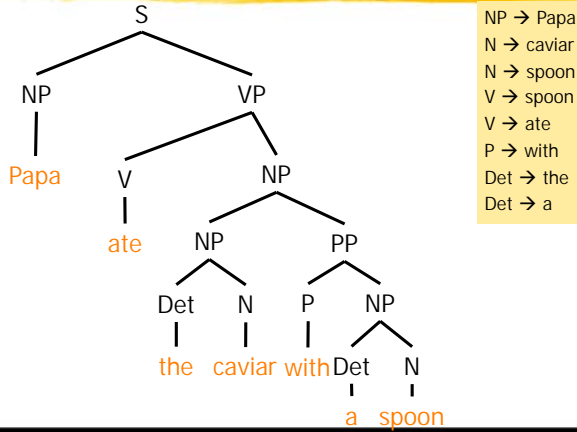 S
NP → Papa
N → caviar
N → spoon
V → spoon
V → ate
P → with
Det → the
Det → a
NP VP
Papa V NP
ate NP PP
Det N P NP
the caviar with Det N
a spoon